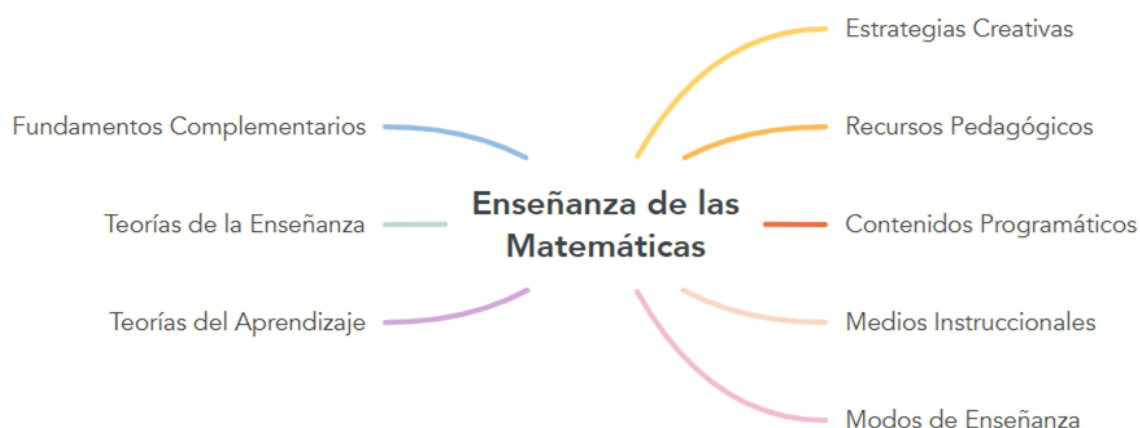 Estrategias Creativas
Fundamentos Complementarios
Recursos Pedagógicos
Enseñanza de las
Matemáticas
Teorías de la Enseñanza
Contenidos Programáticos
Teorías del Aprendizaje
Medios Instruccionales
Modos de Enseñanza